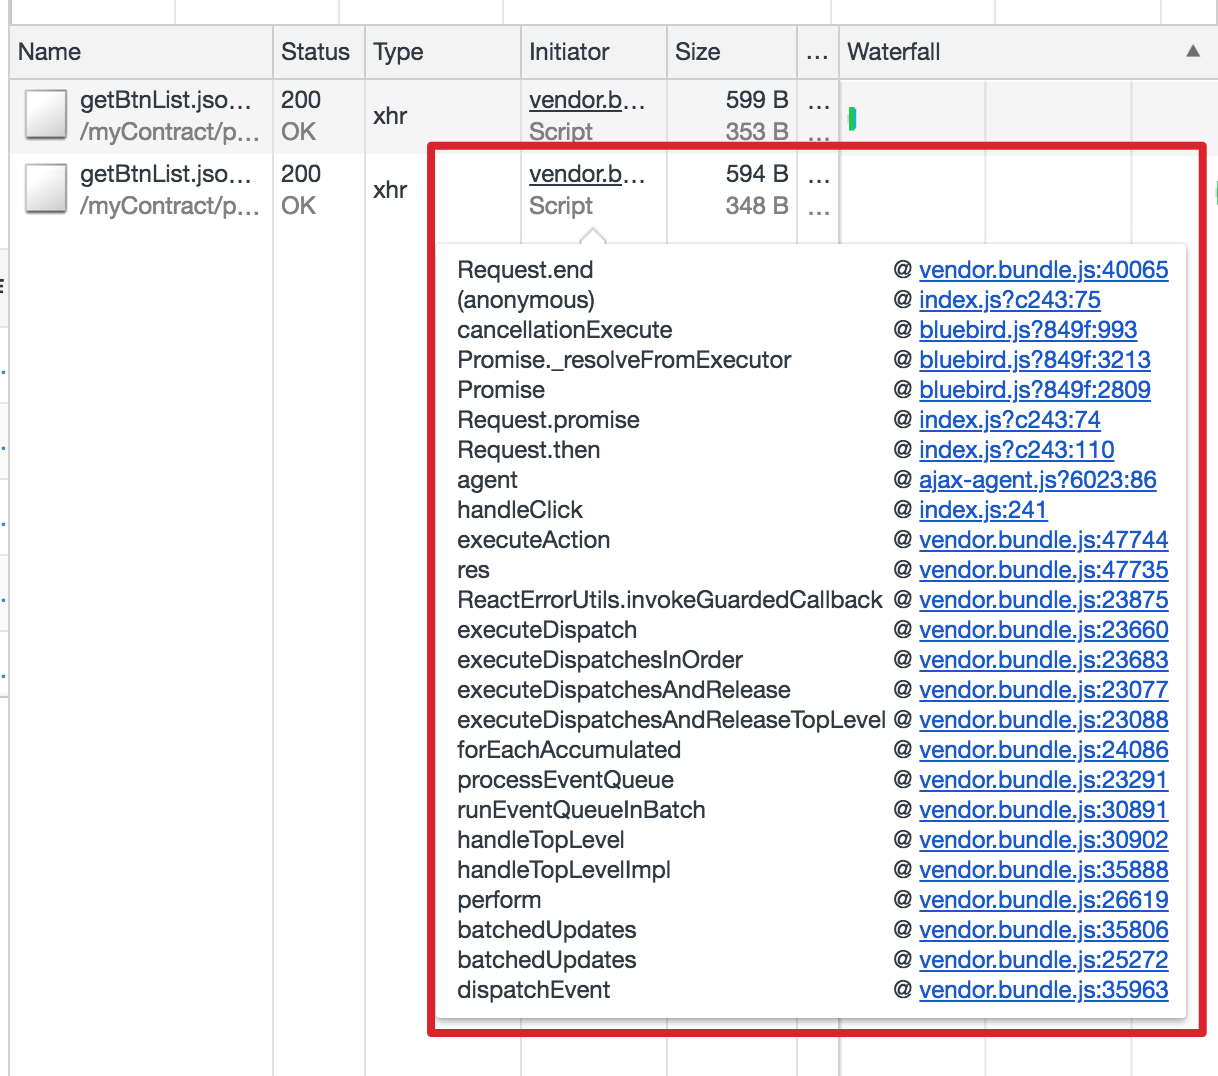 Name Status Type Initiator Size ... Waterfall ▲
getBtnList.jso... 200 xhr vendor.b... 599 B ...
/myContract/p... OK Script 353 B ...
getBtnList.jso... 200 xhr vendor.b... 594 B ...
/myContract/p... OK Script 348 B ...
Request.end @ vendor.bundle.js:40065
(anonymous) @ index.js?c243:75
cancellationExecute @ bluebird.js?849f:993
Promise._resolveFromExecutor @ bluebird.js?849f:3213
Promise @ bluebird.js?849f:2809
Request.promise @ index.js?c243:74
Request.then @ index.js?c243:110
agent @ ajax-agent.js?6023:86
handleClick @ index.js:241
executeAction @ vendor.bundle.js:47744
res @ vendor.bundle.js:47735
ReactErrorUtils.invokeGuardedCallback @ vendor.bundle.js:23875
executeDispatch @ vendor.bundle.js:23660
executeDispatchesInOrder @ vendor.bundle.js:23683
executeDispatchesAndRelease @ vendor.bundle.js:23077
executeDispatchesAndReleaseTopLevel @ vendor.bundle.js:23088
forEachAccumulated @ vendor.bundle.js:24086
processEventQueue @ vendor.bundle.js:23291
runEventQueueInBatch @ vendor.bundle.js:30891
handleTopLevel @ vendor.bundle.js:30902
handleTopLevelImpl @ vendor.bundle.js:35888
perform @ vendor.bundle.js:26619
batchedUpdates @ vendor.bundle.js:35806
batchedUpdates @ vendor.bundle.js:25272
dispatchEvent @ vendor.bundle.js:35963